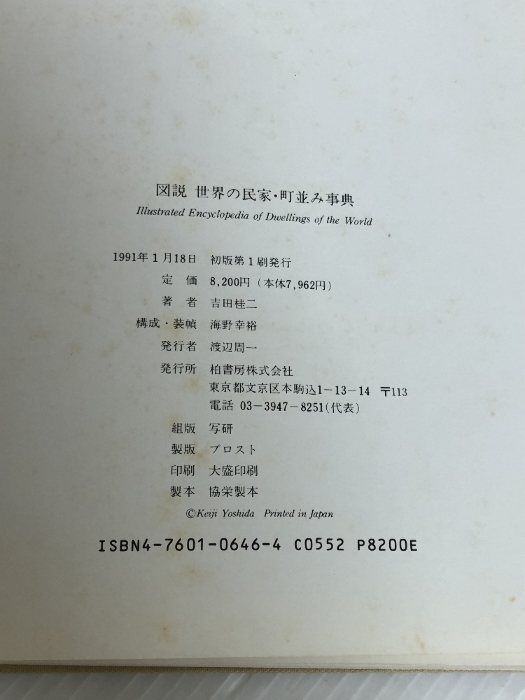 図説 世界の民家・町並み事典
Illustrated Encyclopedia of Dwellings of the World
1991年1月18日 初版第1刷発行
定 価 8,200円(本体7,962円)
著 者 吉田桂二
構成・装幀 海野幸裕
発行者 渡辺周一
発行所 柏書房株式会社
東京都文京区本駒込1-13-14 〒113
電話 03-3947-8251(代表)
組版 写研
製版 プロスト
印刷 大盛印刷
製本 協栄製本
©Keiji Yoshida Printed in Japan
ISBN4-7601-0646-4 C0552 P8200E